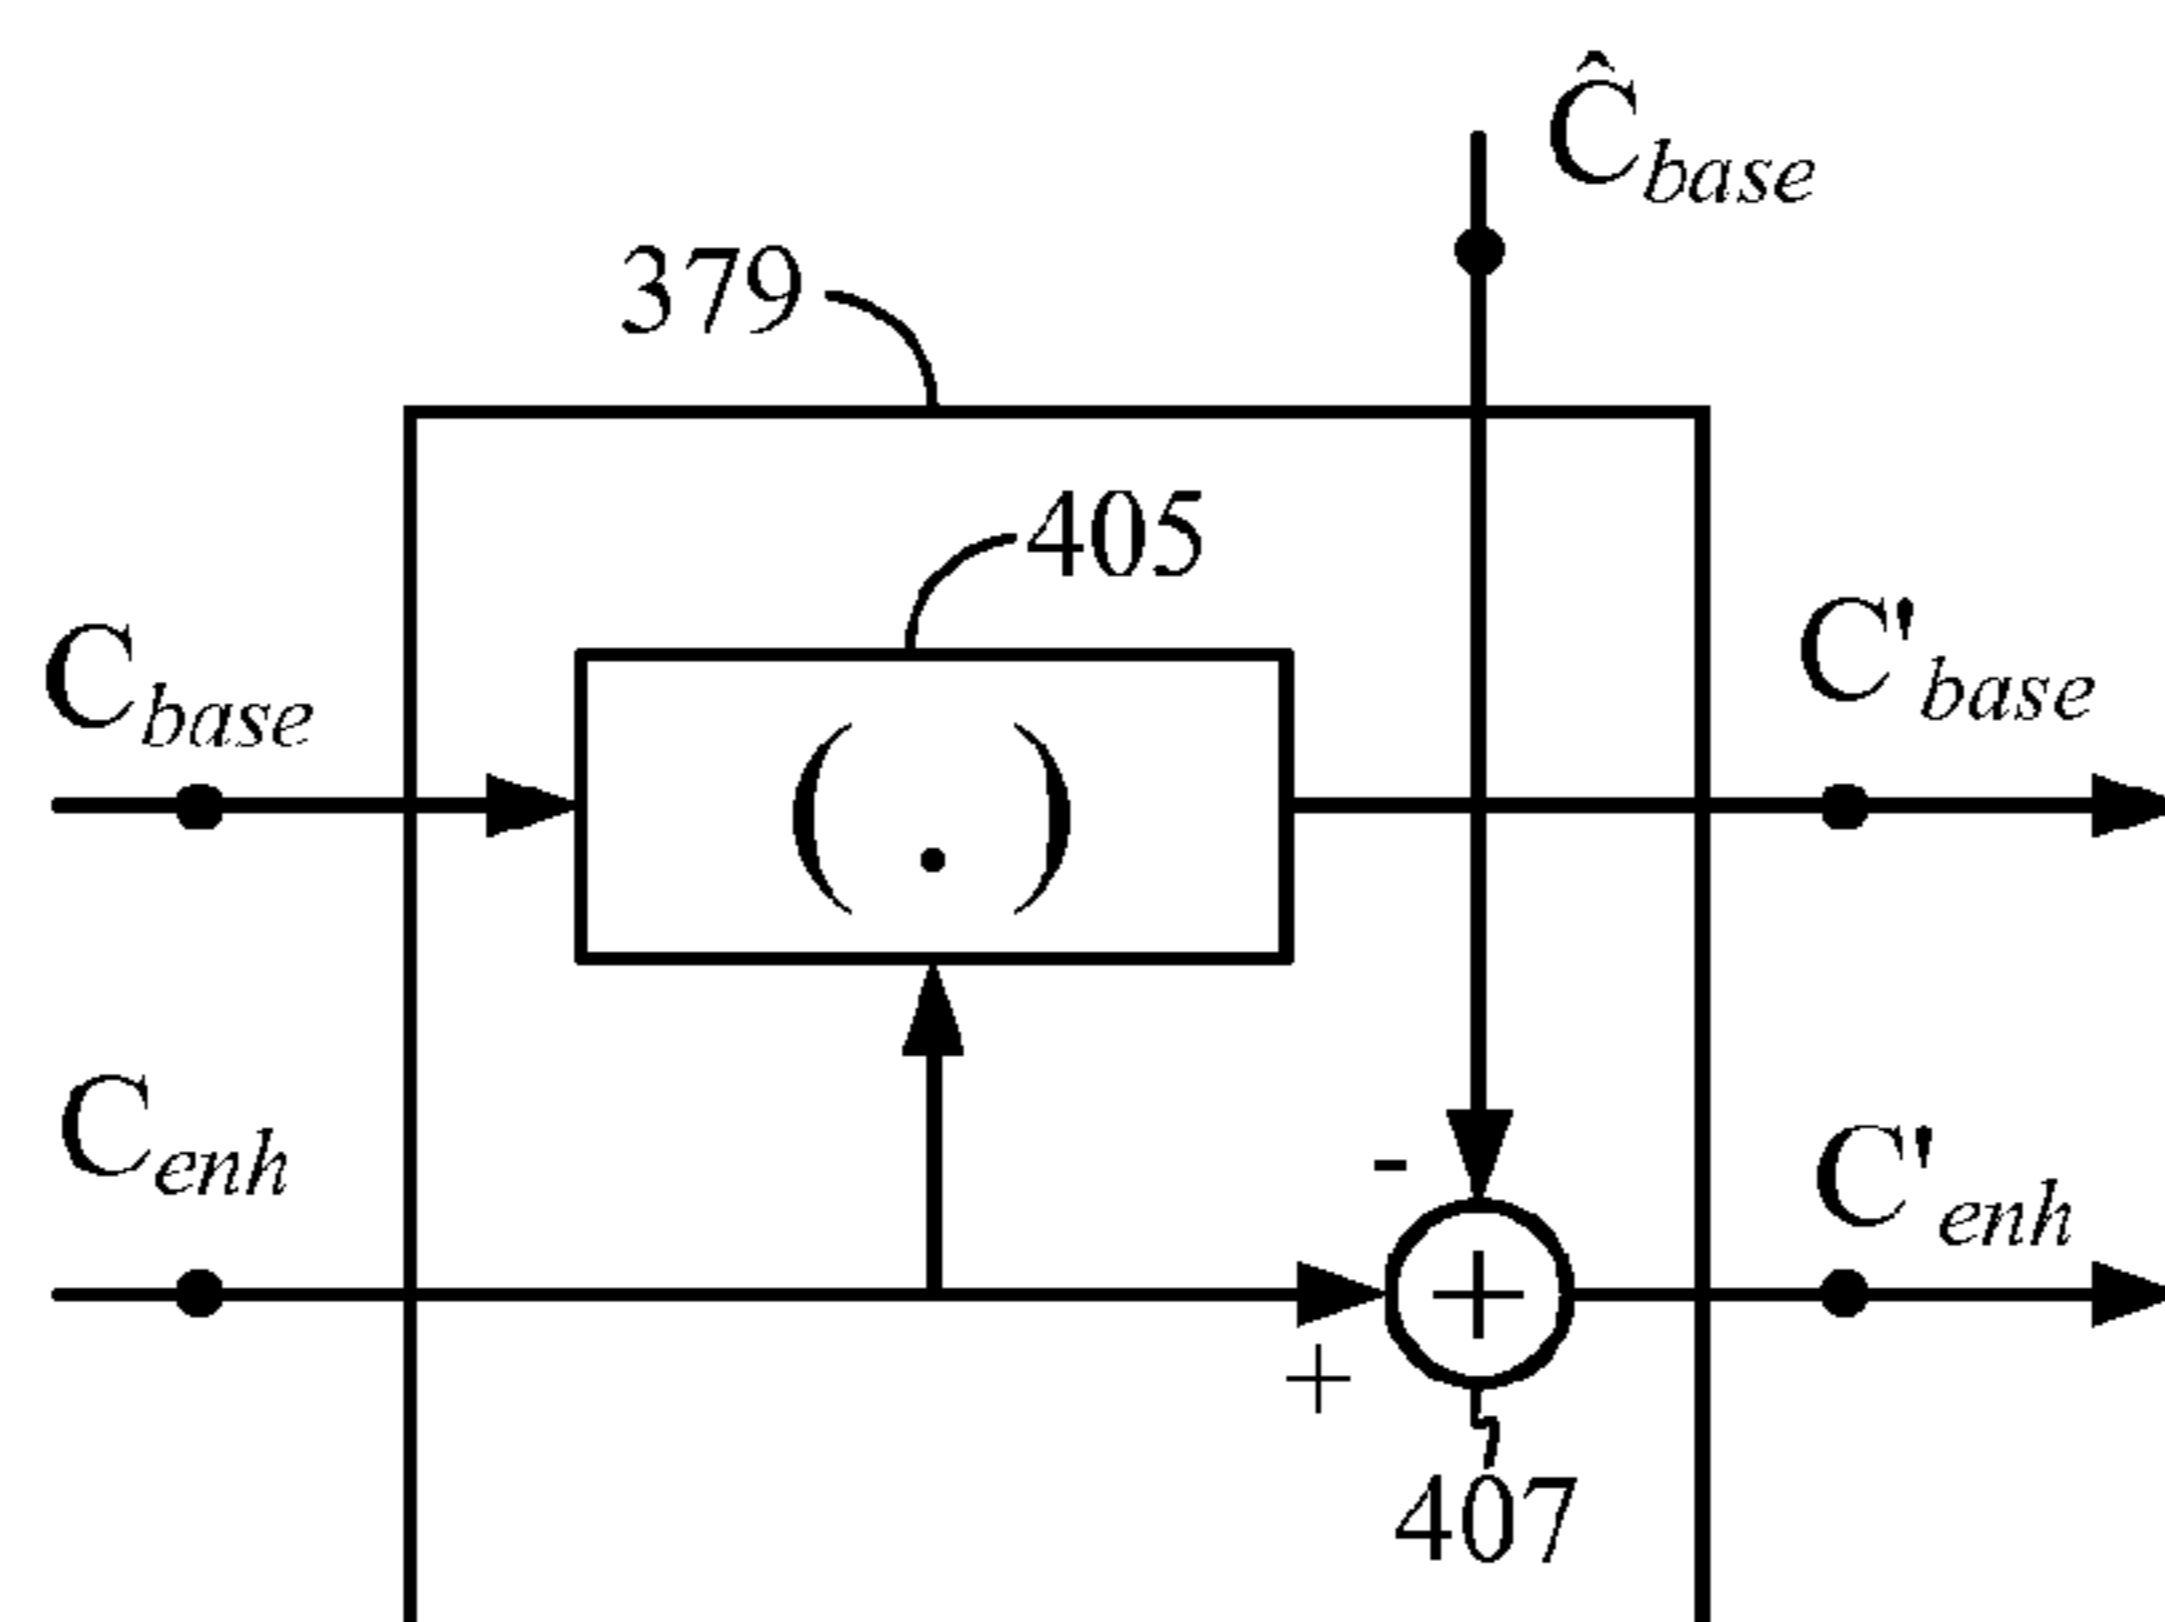 Ĉbase
379
405
Cbase
C'base
( . )
Cenh
C'enh
-
+
+
407